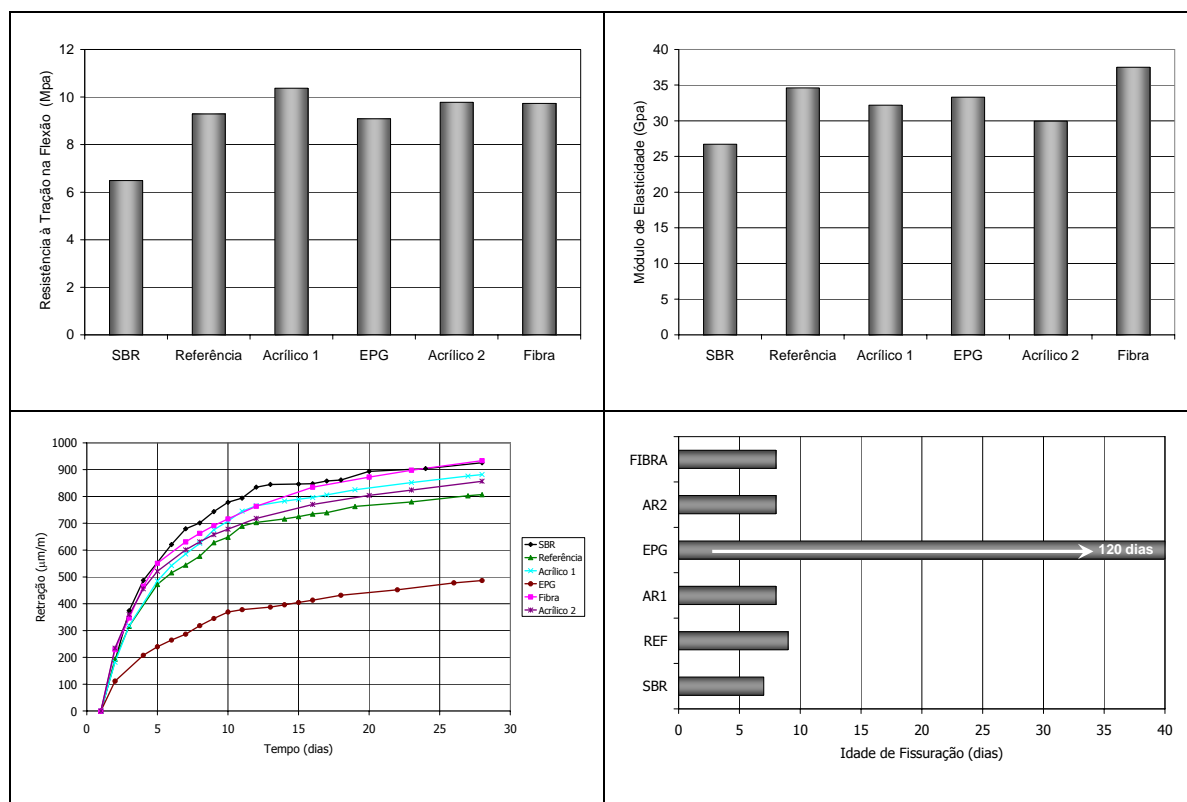 Resistência à Tração na Flexão (Mpa)
12
10
8
6
4
2
0
SBR Referência Acrílico 1 EPG Acrílico 2 Fibra
Módulo de Elasticidade (Gpa)
40
35
30
25
20
15
10
5
0
SBR Referência Acrílico 1 EPG Acrílico 2 Fibra
Retração (µm/m)
1000
900
800
700
600
500
400
300
200
100
0
0 5 10 15 20 25 30
Tempo (dias)
SBR
Referência
Acrílico 1
EPG
Fibra
Acrílico 2
FIBRA
AR2
EPG
120 dias
AR1
REF
SBR
0 5 10 15 20 25 30 35 40
Idade de Fissuração (dias)